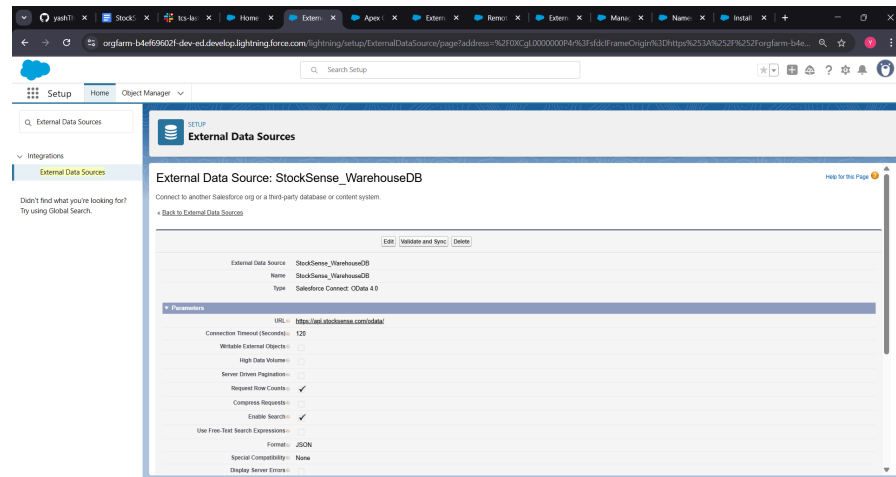 yashTh
StockS
tcs-las
Home
Extern
Apex (
Extern
Remot
Extern
Manag
Name
Install
orgfarm-b4ef69602f-dev-ed.develop.lightning.force.com/lightning/setup/ExternalDataSource/page?address=%2F0XCgL0000000P4r%3FsfdcIFrameOrigin%3Dhttps%253A%252F%252Forgfarm-b4e...
Y
Search Setup
Setup
Home
Object Manager
External Data Sources
Integrations
External Data Sources
Didn't find what you're looking for?
Try using Global Search.
SETUP
External Data Sources
External Data Source: StockSense_WarehouseDB
Help for this Page
Connect to another Salesforce org or a third-party database or content system.
« Back to External Data Sources
Edit Validate and Sync Delete
External Data Source StockSense_WarehouseDB
Name StockSense_WarehouseDB
Type Salesforce Connect: OData 4.0
Parameters
URL https://api.stocksense.com/odata/
Connection Timeout (Seconds) 120
Writable External Objects
High Data Volume
Server Driven Pagination
Request Row Counts ✓
Compress Requests
Enable Search ✓
Use Free-Text Search Expressions
Format JSON
Special Compatibility None
Display Server Errors